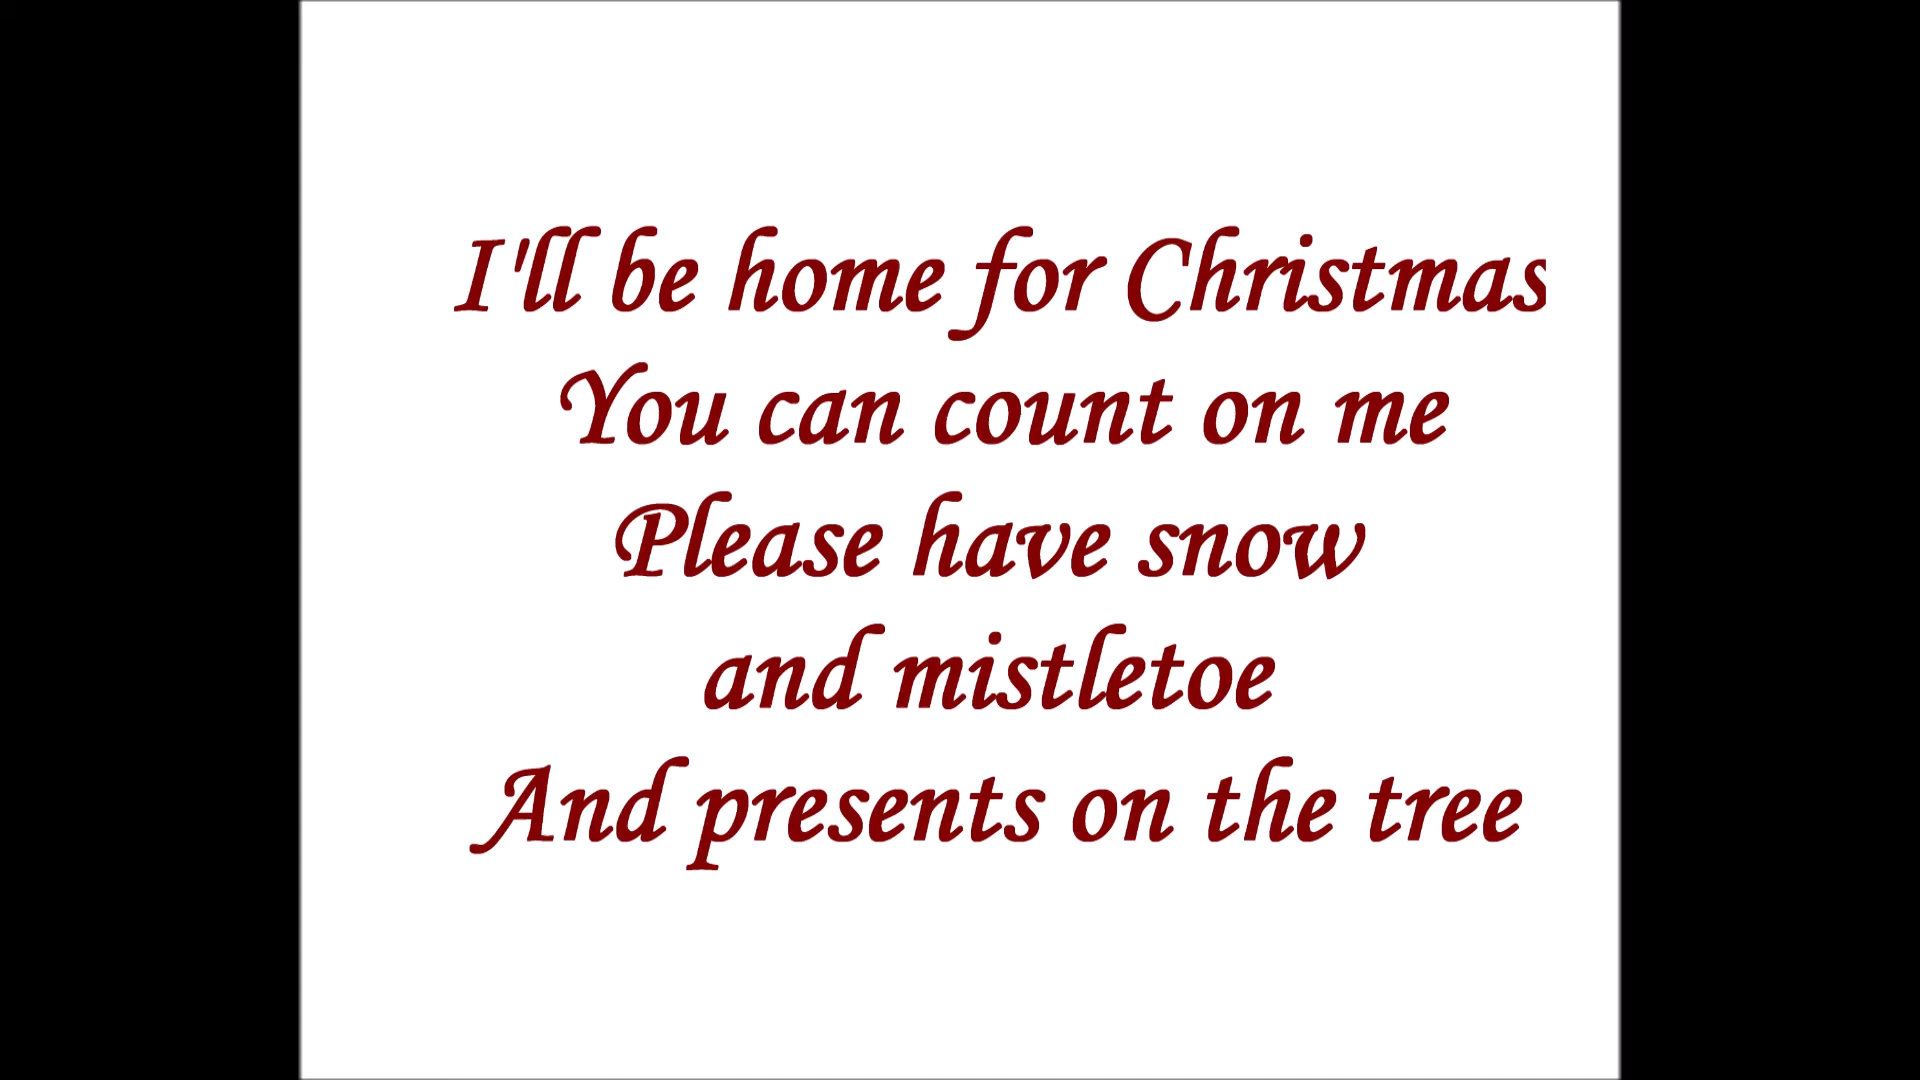 I'll be home for Christmas
You can count on me
Please have snow
and mistletoe
And presents on the tree